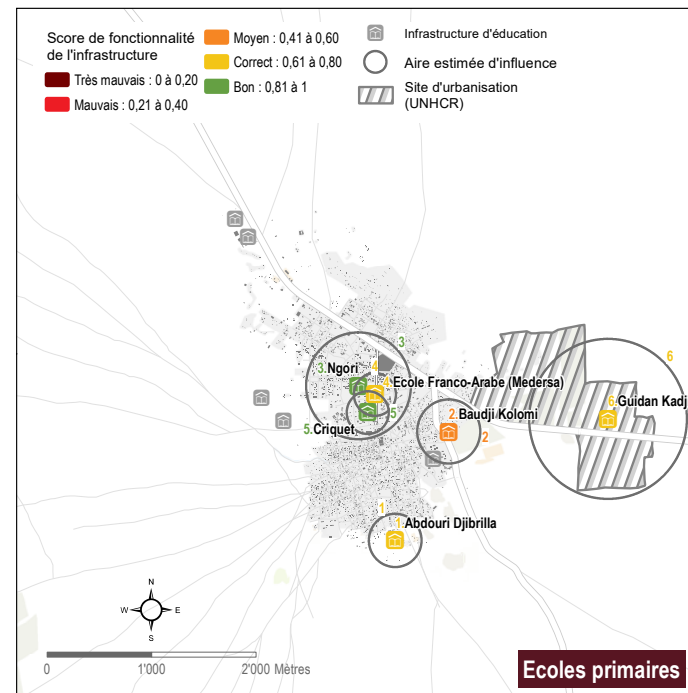 Score de fonctionnalité
de l'infrastructure
Très mauvais : 0 à 0,20
Mauvais : 0,21 à 0,40
Moyen : 0,41 à 0,60
Correct : 0,61 à 0,80
Bon : 0,81 à 1
Infrastructure d'éducation
Aire estimée d'influence
Site d'urbanisation
(UNHCR)
3
6
3. Ngori
4
4. Ecole Franco-Arabe (Medersa)
6. Guidan Kadji
5
2. Baudji Kolomi
5. Criquet
2
1
1. Abdouri Djibrilla
N
W E
S
0 1'000 2'000 Mètres
Ecoles primaires